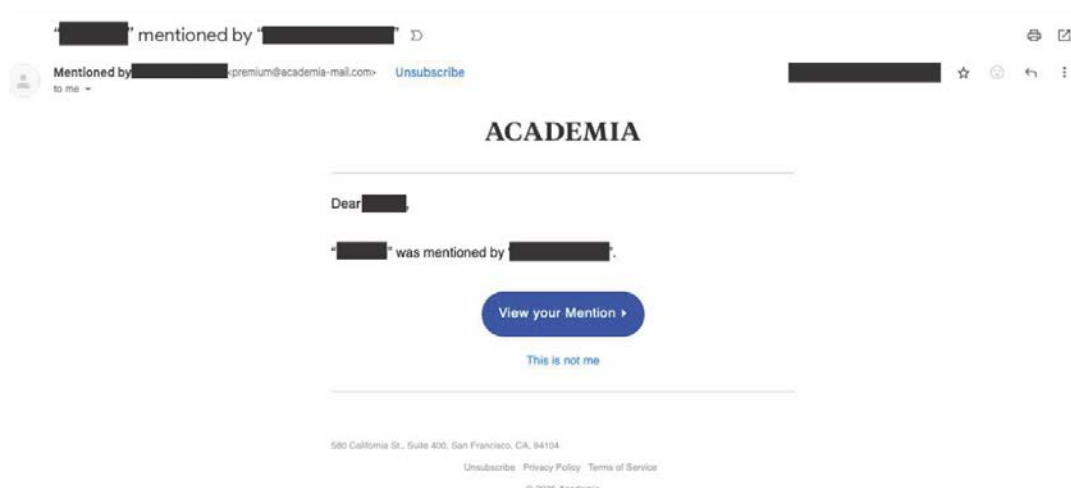 “ ” mentioned by “ ”
Mentioned by <premium@academia-mail.com> Unsubscribe
to me
ACADEMIA
Dear ,
“ ” was mentioned by “ ”.
View your Mention
This is not me
580 California St., Suite 400, San Francisco, CA, 94104
Unsubscribe Privacy Policy Terms of Service
Academia